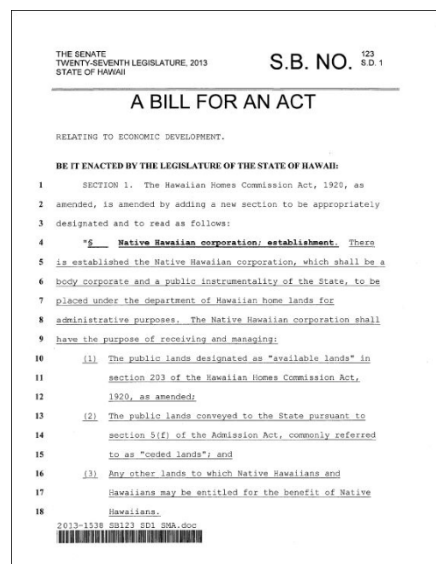 THE SENATE
TWENTY-SEVENTH LEGISLATURE, 2013
STATE OF HAWAII
S.B. NO. 123
S.D. 1
A BILL FOR AN ACT
RELATING TO ECONOMIC DEVELOPMENT.
BE IT ENACTED BY THE LEGISLATURE OF THE STATE OF HAWAII:
1 SECTION 1. The Hawaiian Homes Commission Act, 1920, as
2 amended, is amended by adding a new section to be appropriately
3 designated and to read as follows:
4 "§ Native Hawaiian corporation; establishment. There
5 is established the Native Hawaiian corporation, which shall be a
6 body corporate and a public instrumentality of the State, to be
7 placed under the department of Hawaiian home lands for
8 administrative purposes. The Native Hawaiian corporation shall
9 have the purpose of receiving and managing:
10 (1) The public lands designated as "available lands" in
11 section 203 of the Hawaiian Homes Commission Act,
12 1920, as amended;
13 (2) The public lands conveyed to the State pursuant to
14 section 5(f) of the Admission Act, commonly referred
15 to as "ceded lands"; and
16 (3) Any other lands to which Native Hawaiians and
17 Hawaiians may be entitled for the benefit of Native
18 Hawaiians.
2013-1538 SB123 SD1 SMA.doc